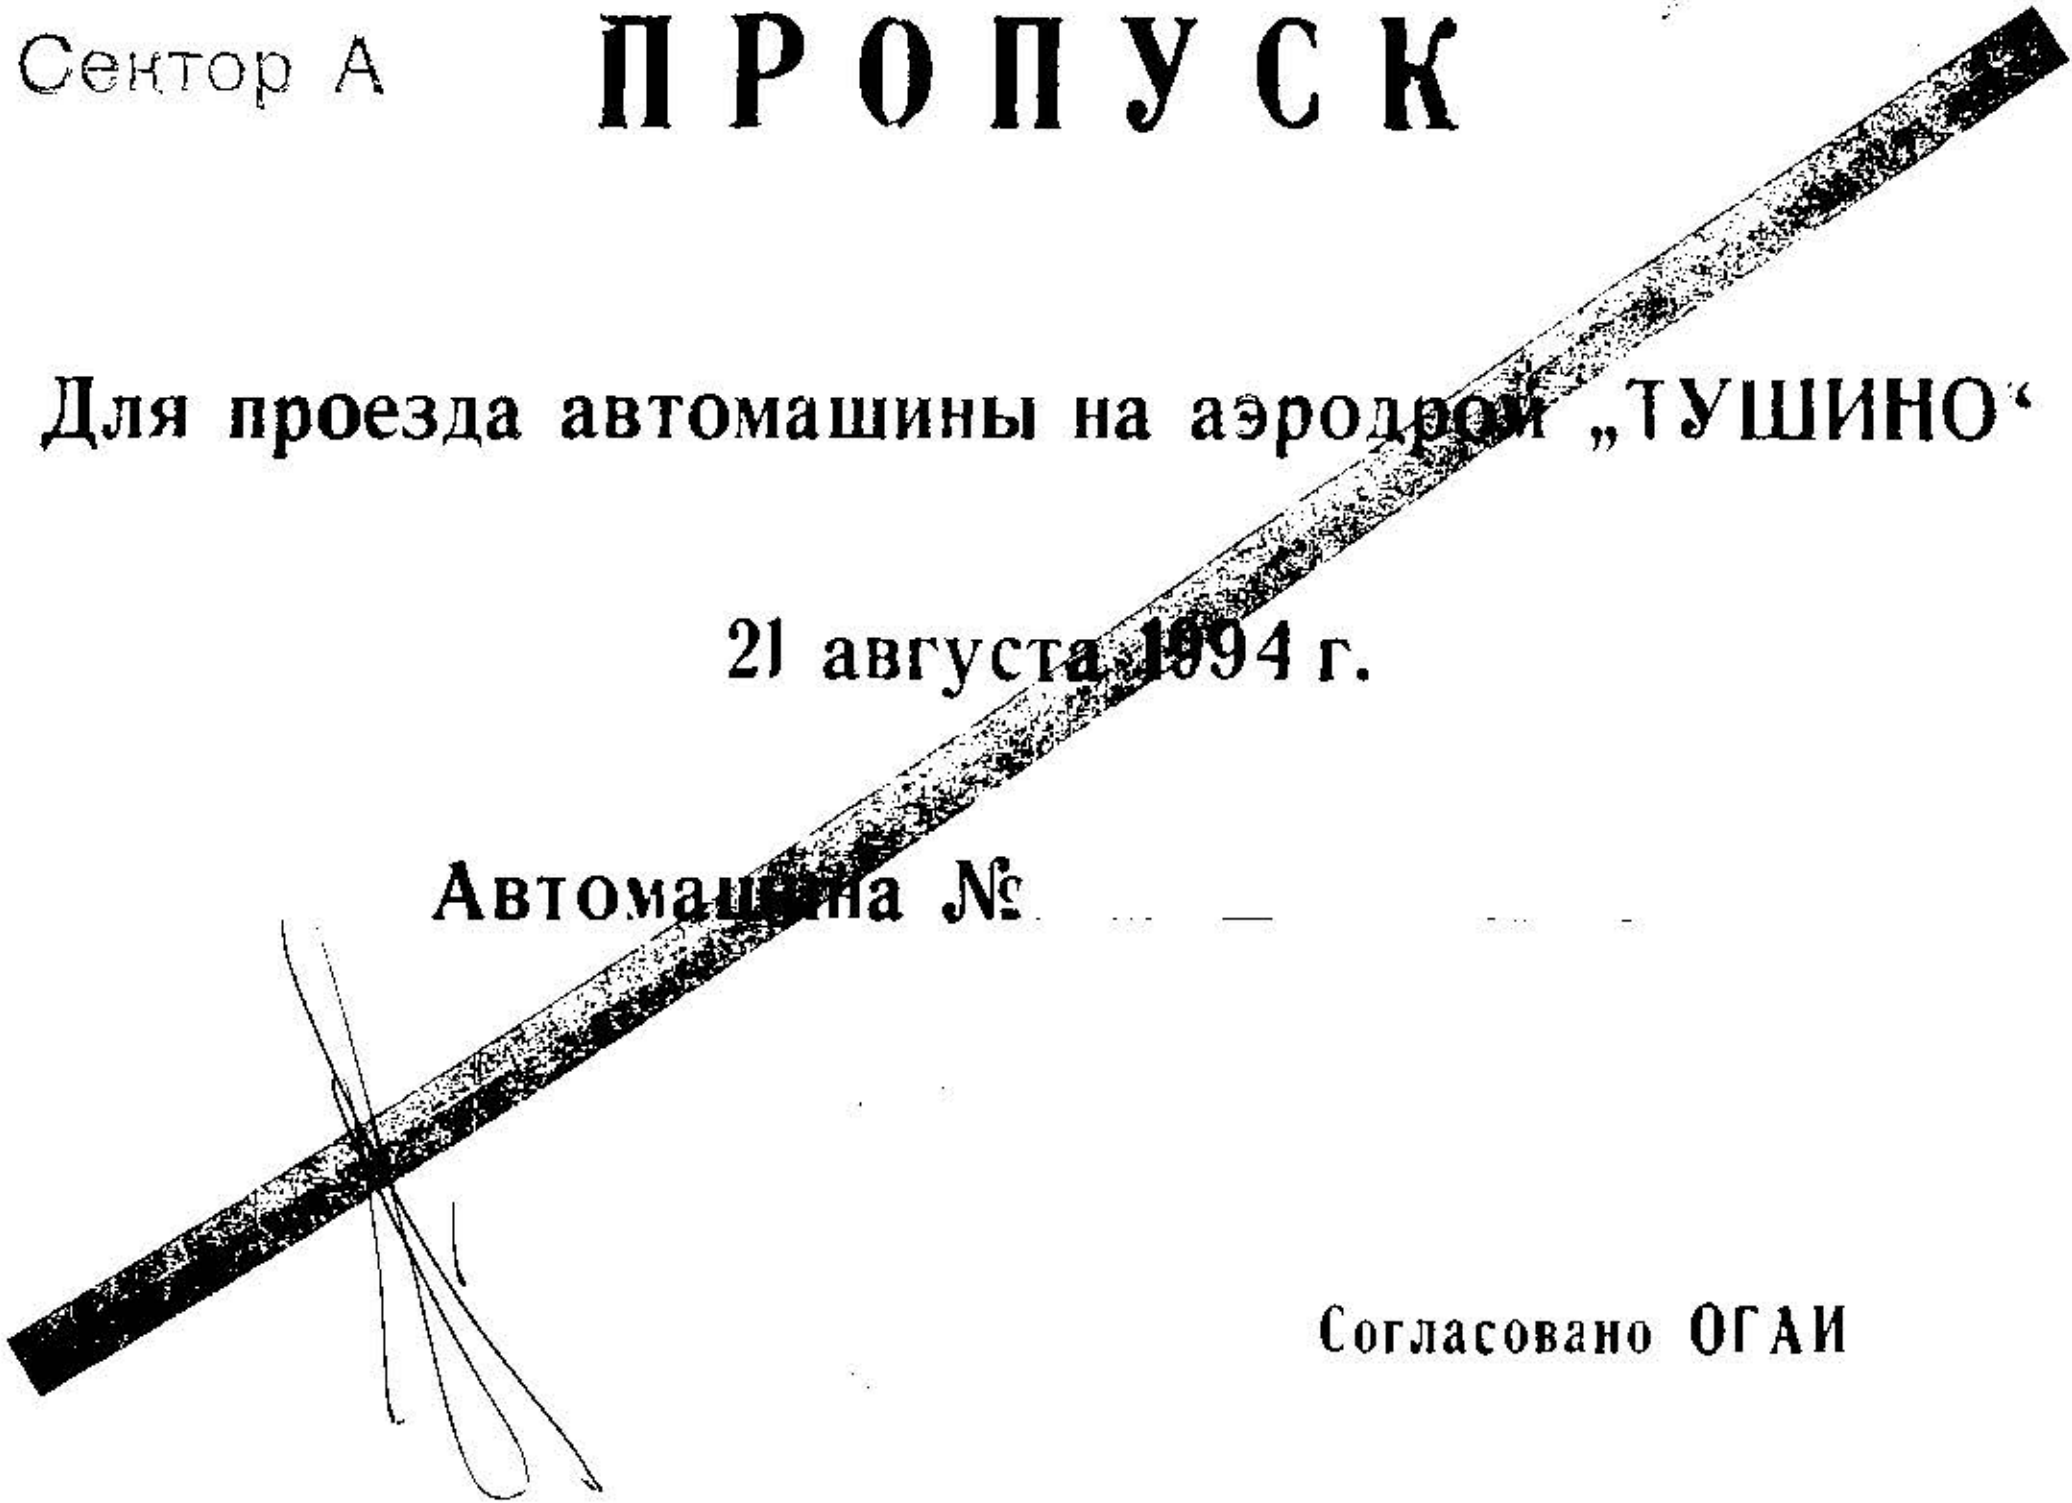 Сектор А
ПРОПУСК
Для проезда автомашины на аэродром „ТУШИНО“
21 августа 1994 г.
Автомашина №
Согласовано ОГАИ